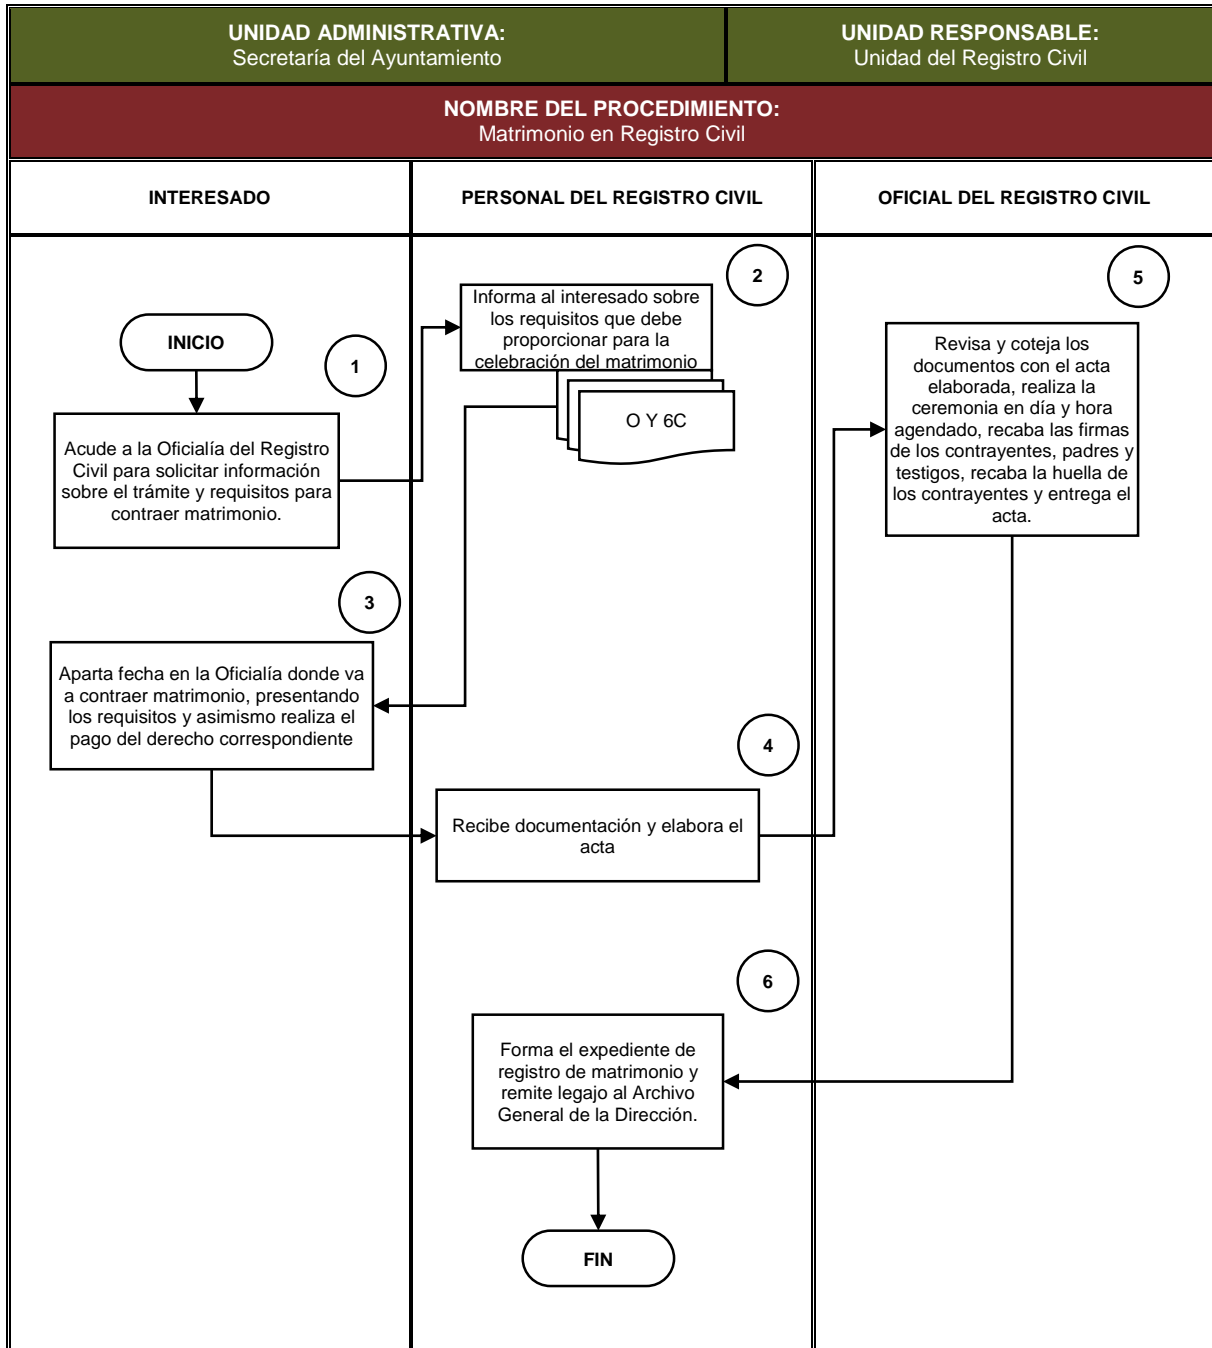 UNIDAD ADMINISTRATIVA:
Secretaría del Ayuntamiento
UNIDAD RESPONSABLE:
Unidad del Registro Civil
NOMBRE DEL PROCEDIMIENTO:
Matrimonio en Registro Civil
INTERESADO
PERSONAL DEL REGISTRO CIVIL
OFICIAL DEL REGISTRO CIVIL
INICIO
1
Acude a la Oficialía del Registro
Civil para solicitar información
sobre el trámite y requisitos para
contraer matrimonio.
2
Informa al interesado sobre
los requisitos que debe
proporcionar para la
celebración del matrimonio
O Y 6C
3
Aparta fecha en la Oficialía donde va
a contraer matrimonio, presentando
los requisitos y asimismo realiza el
pago del derecho correspondiente
4
Recibe documentación y elabora el
acta
5
Revisa y coteja los
documentos con el acta
elaborada, realiza la
ceremonia en día y hora
agendado, recaba las firmas
de los contrayentes, padres y
testigos, recaba la huella de
los contrayentes y entrega el
acta.
6
Forma el expediente de
registro de matrimonio y
remite legajo al Archivo
General de la Dirección.
FIN